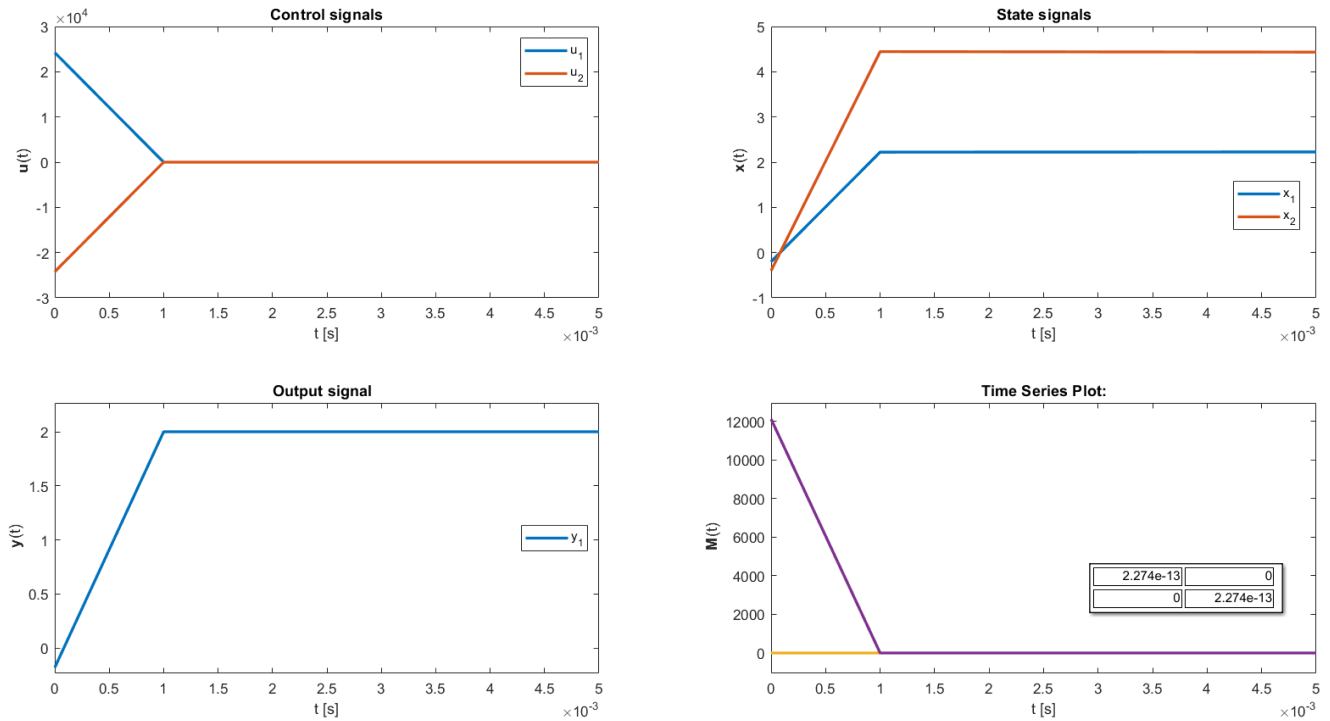 Control signals
×10⁴
3
2
1
0
-1
-2
-3
u(t)
0 0.5 1 1.5 2 2.5 3 3.5 4 4.5 5
t [s]
×10⁻³
u₁
u₂
State signals
5
4
3
2
1
0
-1
x(t)
0 0.5 1 1.5 2 2.5 3 3.5 4 4.5 5
t [s]
×10⁻³
x₁
x₂
Output signal
2
1.5
1
0.5
0
y(t)
0 0.5 1 1.5 2 2.5 3 3.5 4 4.5 5
t [s]
×10⁻³
y₁
Time Series Plot:
12000
10000
8000
6000
4000
2000
0
M(t)
0 0.5 1 1.5 2 2.5 3 3.5 4 4.5 5
t [s]
×10⁻³
2.274e-13 0
0 2.274e-13